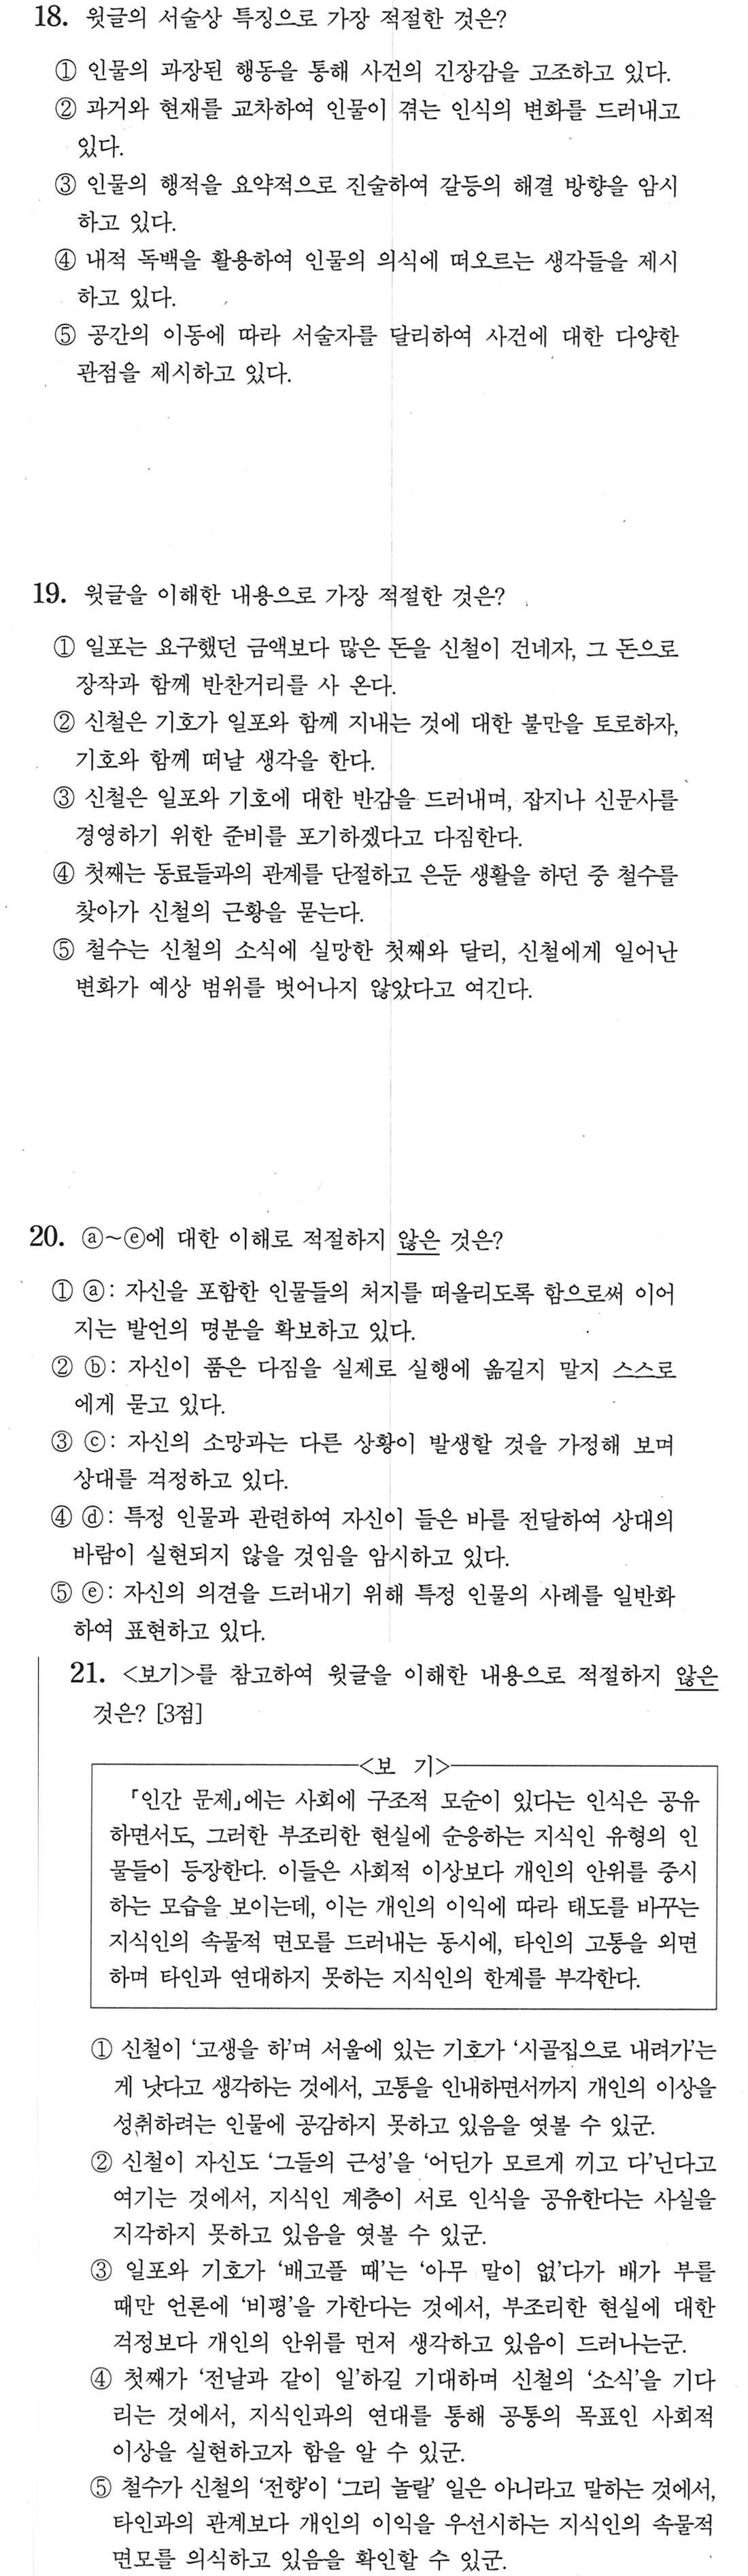 18. 윗글의 서술상 특징으로 가장 적절한 것은?
① 인물의 과장된 행동을 통해 사건의 긴장감을 고조하고 있다.
② 과거와 현재를 교차하여 인물이 겪는 인식의 변화를 드러내고
있다.
③ 인물의 행적을 요약적으로 진술하여 갈등의 해결 방향을 암시
하고 있다.
④ 내적 독백을 활용하여 인물의 의식에 떠오르는 생각들을 제시
하고 있다.
⑤ 공간의 이동에 따라 서술자를 달리하여 사건에 대한 다양한
관점을 제시하고 있다.
19. 윗글을 이해한 내용으로 가장 적절한 것은?
① 일포는 요구했던 금액보다 많은 돈을 신철이 건네자, 그 돈으로
장작과 함께 반찬거리를 사 온다.
② 신철은 기호가 일포와 함께 지내는 것에 대한 불만을 토로하자,
기호와 함께 떠날 생각을 한다.
③ 신철은 일포와 기호에 대한 반감을 드러내며, 잡지나 신문사를
경영하기 위한 준비를 포기하겠다고 다짐한다.
④ 첫째는 동료들과의 관계를 단절하고 은둔 생활을 하던 중 철수를
찾아가 신철의 근황을 묻는다.
⑤ 철수는 신철의 소식에 실망한 첫째와 달리, 신철에게 일어난
변화가 예상 범위를 벗어나지 않았다고 여긴다.
20. ⓐ~ⓔ에 대한 이해로 적절하지 않은 것은?
① ⓐ: 자신을 포함한 인물들의 처지를 떠올리도록 함으로써 이어
지는 발언의 명분을 확보하고 있다.
② ⓑ: 자신이 품은 다짐을 실제로 실행에 옮길지 말지 스스로
에게 묻고 있다.
③ ⓒ: 자신의 소망과는 다른 상황이 발생할 것을 가정해 보며
상대를 걱정하고 있다.
④ ⓓ: 특정 인물과 관련하여 자신이 들은 바를 전달하여 상대의
바람이 실현되지 않을 것임을 암시하고 있다.
⑤ ⓔ: 자신의 의견을 드러내기 위해 특정 인물의 사례를 일반화
하여 표현하고 있다.
21. <보기>를 참고하여 윗글을 이해한 내용으로 적절하지 않은
것은? [3점]
<보 기>
「인간 문제」에는 사회에 구조적 모순이 있다는 인식은 공유
하면서도, 그러한 부조리한 현실에 순응하는 지식인 유형의 인
물들이 등장한다. 이들은 사회적 이상보다 개인의 안위를 중시
하는 모습을 보이는데, 이는 개인의 이익에 따라 태도를 바꾸는
지식인의 속물적 면모를 드러내는 동시에, 타인의 고통을 외면
하며 타인과 연대하지 못하는 지식인의 한계를 부각한다.
① 신철이 ‘고생을 하’며 서울에 있는 기호가 ‘시골집으로 내려가’는
게 낫다고 생각하는 것에서, 고통을 인내하면서까지 개인의 이상을
성취하려는 인물에 공감하지 못하고 있음을 엿볼 수 있군.
② 신철이 자신도 ‘그들의 근성’을 ‘어딘가 모르게 끼고 다’닌다고
여기는 것에서, 지식인 계층이 서로 인식을 공유한다는 사실을
지각하지 못하고 있음을 엿볼 수 있군.
③ 일포와 기호가 ‘배고플 때’는 ‘아무 말이 없’다가 배가 부를
때만 언론에 ‘비평’을 가한다는 것에서, 부조리한 현실에 대한
걱정보다 개인의 안위를 먼저 생각하고 있음이 드러나는군.
④ 첫째가 ‘전날과 같이 일’하길 기대하며 신철의 ‘소식’을 기다
리는 것에서, 지식인과의 연대를 통해 공통의 목표인 사회적
이상을 실현하고자 함을 알 수 있군.
⑤ 철수가 신철의 ‘전향’이 ‘그리 놀랄’ 일은 아니라고 말하는 것에서,
타인과의 관계보다 개인의 이익을 우선시하는 지식인의 속물적
면모를 의식하고 있음을 확인할 수 있군.